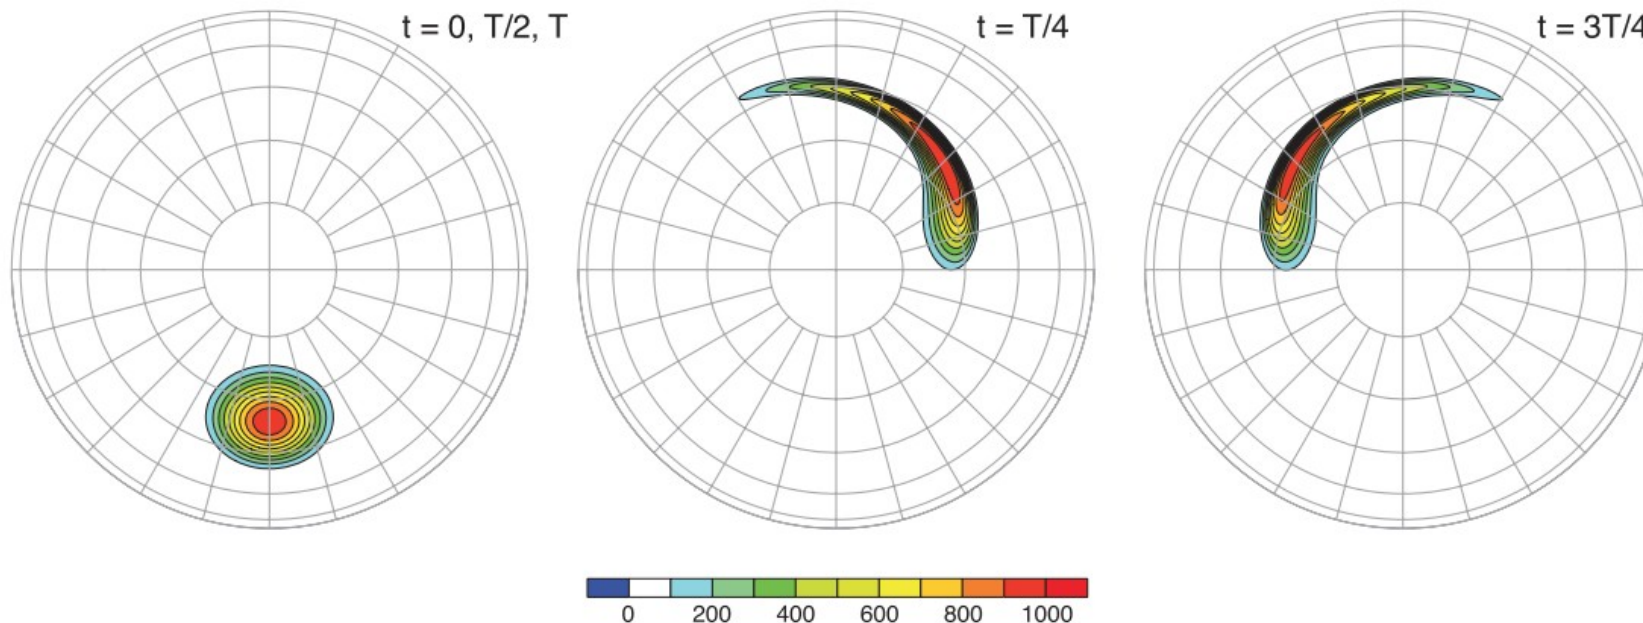 t = 0, T/2, T
t = T/4
t = 3T/4
0 200 400 600 800 1000